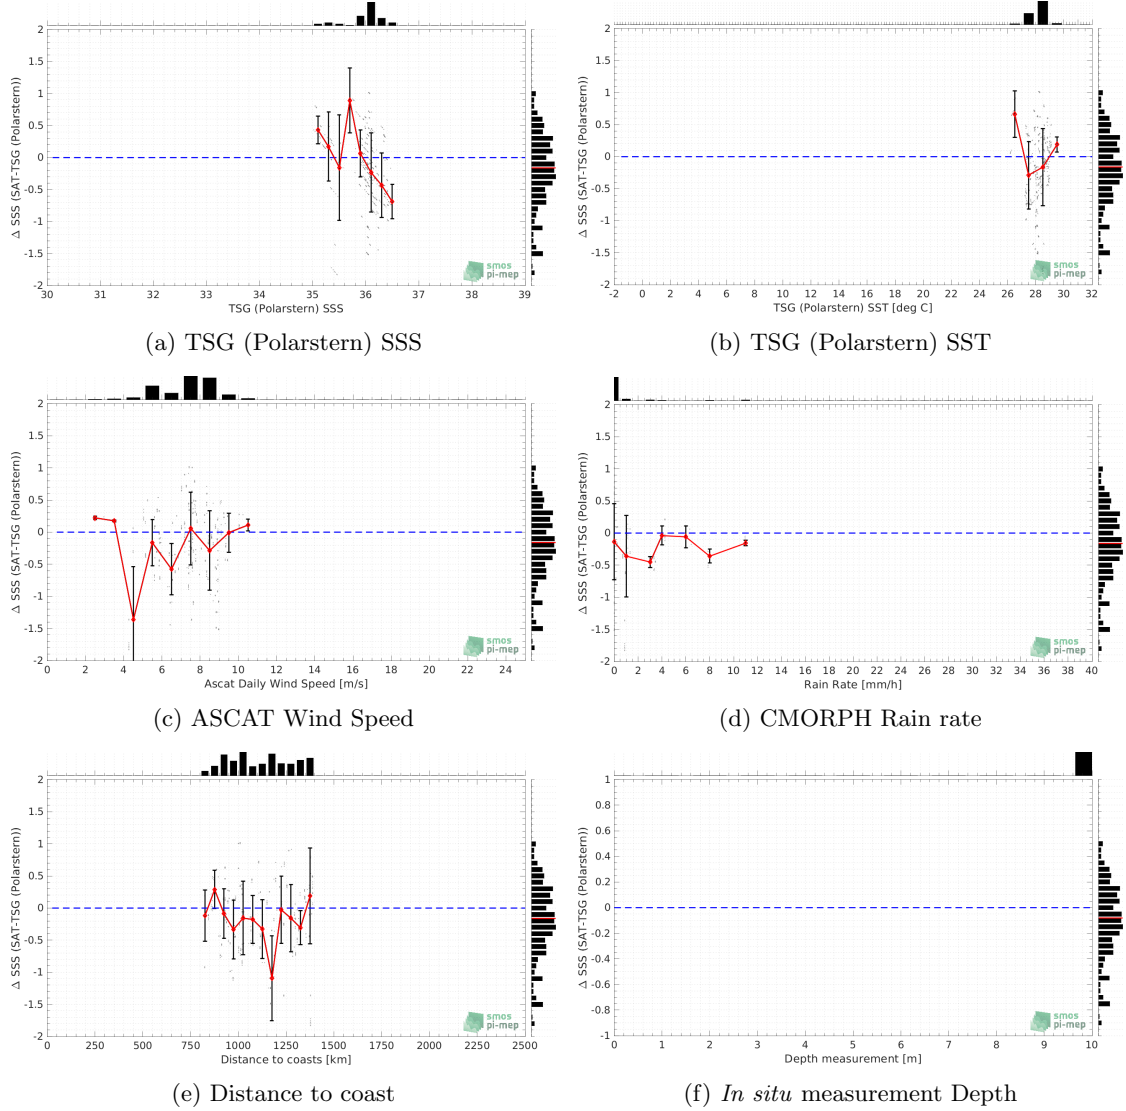 2
1.5
1
0.5
0
-0.5
-1
-1.5
-2
Δ SSS (SAT-TSG (Polarstern))
30 31 32 33 34 35 36 37 38 39
TSG (Polarstern) SSS
smos
pi-mep
(a) TSG (Polarstern) SSS
2
1.5
1
0.5
0
-0.5
-1
-1.5
-2
Δ SSS (SAT-TSG (Polarstern))
-2 0 2 4 6 8 10 12 14 16 18 20 22 24 26 28 30 32
TSG (Polarstern) SST [deg C]
smos
pi-mep
(b) TSG (Polarstern) SST
2
1.5
1
0.5
0
-0.5
-1
-1.5
-2
Δ SSS (SAT-TSG (Polarstern))
0 2 4 6 8 10 12 14 16 18 20 22 24
Ascat Daily Wind Speed [m/s]
smos
pi-mep
(c) ASCAT Wind Speed
2
1.5
1
0.5
0
-0.5
-1
-1.5
-2
Δ SSS (SAT-TSG (Polarstern))
0 2 4 6 8 10 12 14 16 18 20 22 24 26 28 30 32 34 36 38 40
Rain Rate [mm/h]
smos
pi-mep
(d) CMORPH Rain rate
2
1.5
1
0.5
0
-0.5
-1
-1.5
-2
Δ SSS (SAT-TSG (Polarstern))
0 250 500 750 1000 1250 1500 1750 2000 2250 2500
Distance to coasts [km]
smos
pi-mep
(e) Distance to coast
1
0.8
0.6
0.4
0.2
0
-0.2
-0.4
-0.6
-0.8
-1
Δ SSS (SAT-TSG (Polarstern))
0 1 2 3 4 5 6 7 8 9 10
Depth measurement [m]
smos
pi-mep
(f) In situ measurement Depth